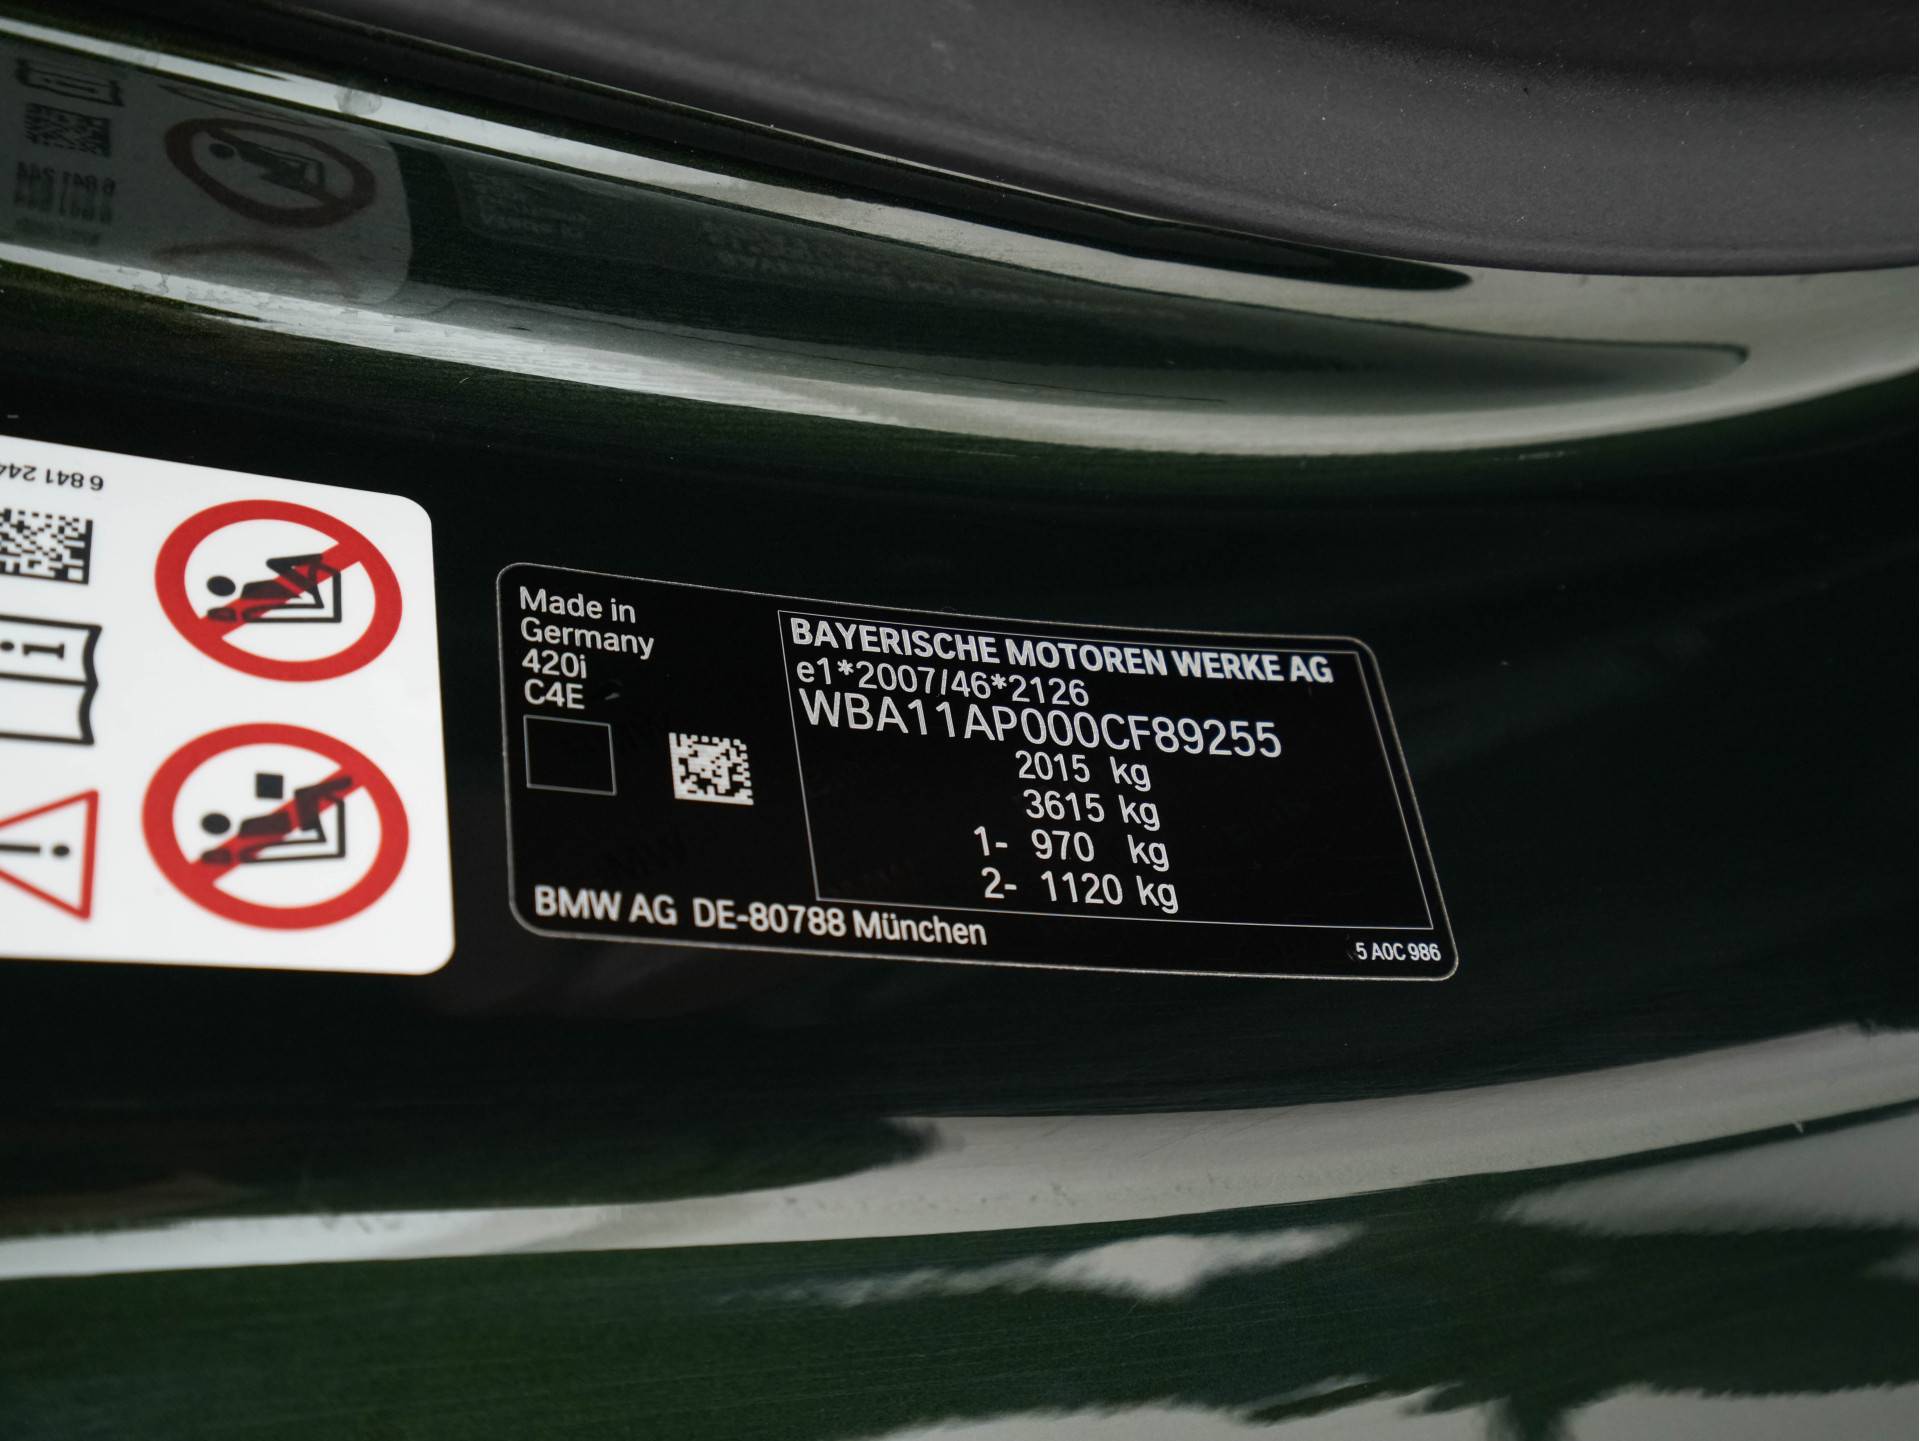 6 841 244
Made in
Germany
420i
C4E
BAYERISCHE MOTOREN WERKE AG
e1*2007/46*2126
WBA11AP000CF89255
2015 kg
3615 kg
1- 970 kg
2- 1120 kg
BMW AG DE-80788 München
5 A0C 986